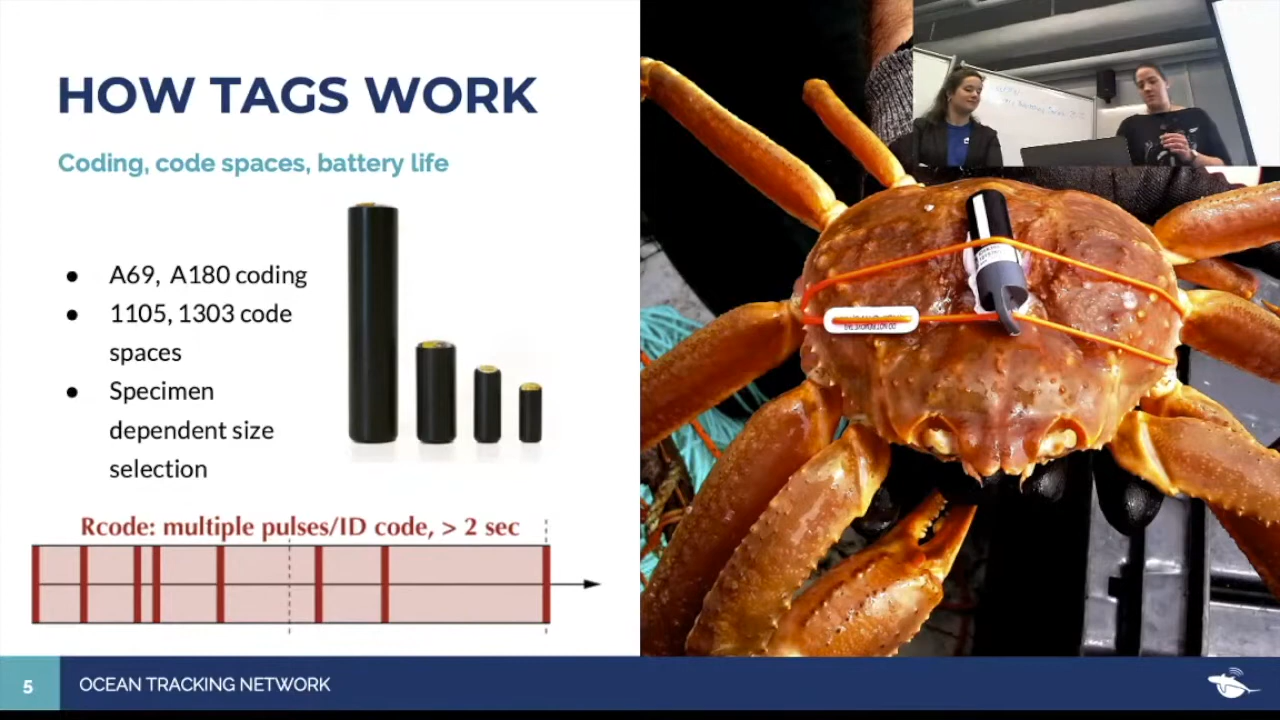 HOW TAGS WORK
Coding, code spaces, battery life
● A69, A180 coding
● 1105, 1303 code
spaces
● Specimen
dependent size
selection
Rcode: multiple pulses/ID code, > 2 sec
5 OCEAN TRACKING NETWORK